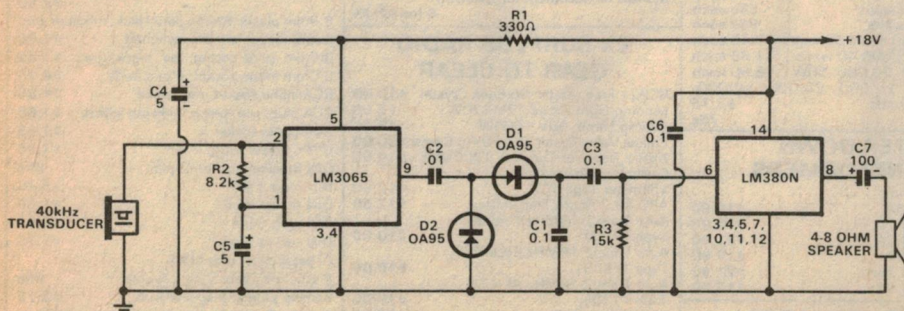 R1
330Ω
+18V
C4
5
+
−
C6
0.1
5
14
2
LM3065
9
C2
.01
D1
OA95
C3
0.1
6
LM380N
8
C7
100
+
−
R2
8.2k
1
40kHz
TRANSDUCER
D2
OA95
C1
0.1
R3
15k
3,4
3,4,5,7,
10,11,12
4-8 OHM
SPEAKER
C5
5
+
−